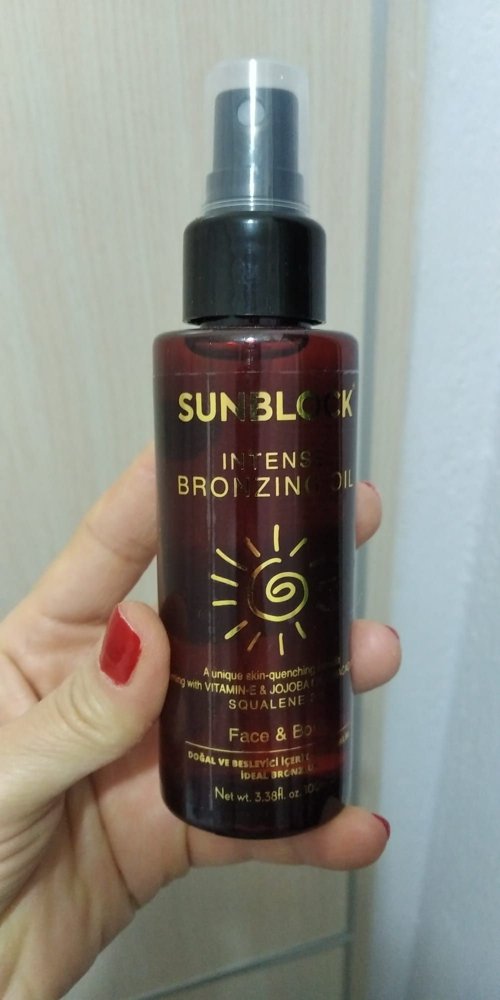 SUNBLOCK
INTENSE
BRONZING OIL
A unique skin-quenching
with VITAMIN-E & JOJOBA
SQUALENE
Face & Bo
DOĞAL VE BESLEYİCİ İÇERİ
İDEAL BRONZ
Net wt. 3.38fl. oz. 100